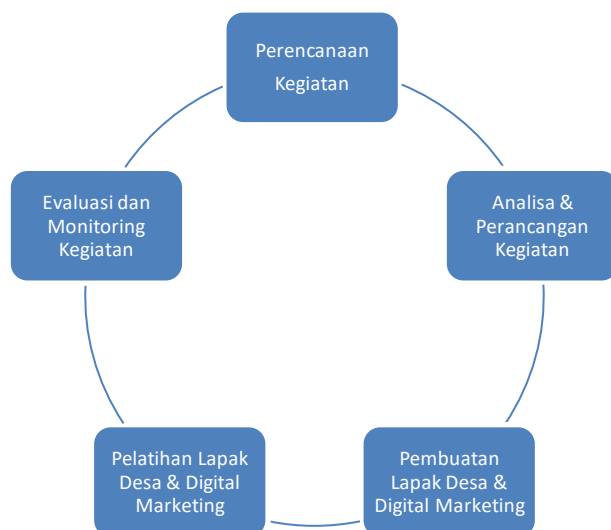 Perencanaan
Kegiatan
Analisa &
Perancangan
Kegiatan
Pembuatan
Lapak Desa &
Digital Marketing
Pelatihan Lapak
Desa & Digital
Marketing
Evaluasi dan
Monitoring
Kegiatan